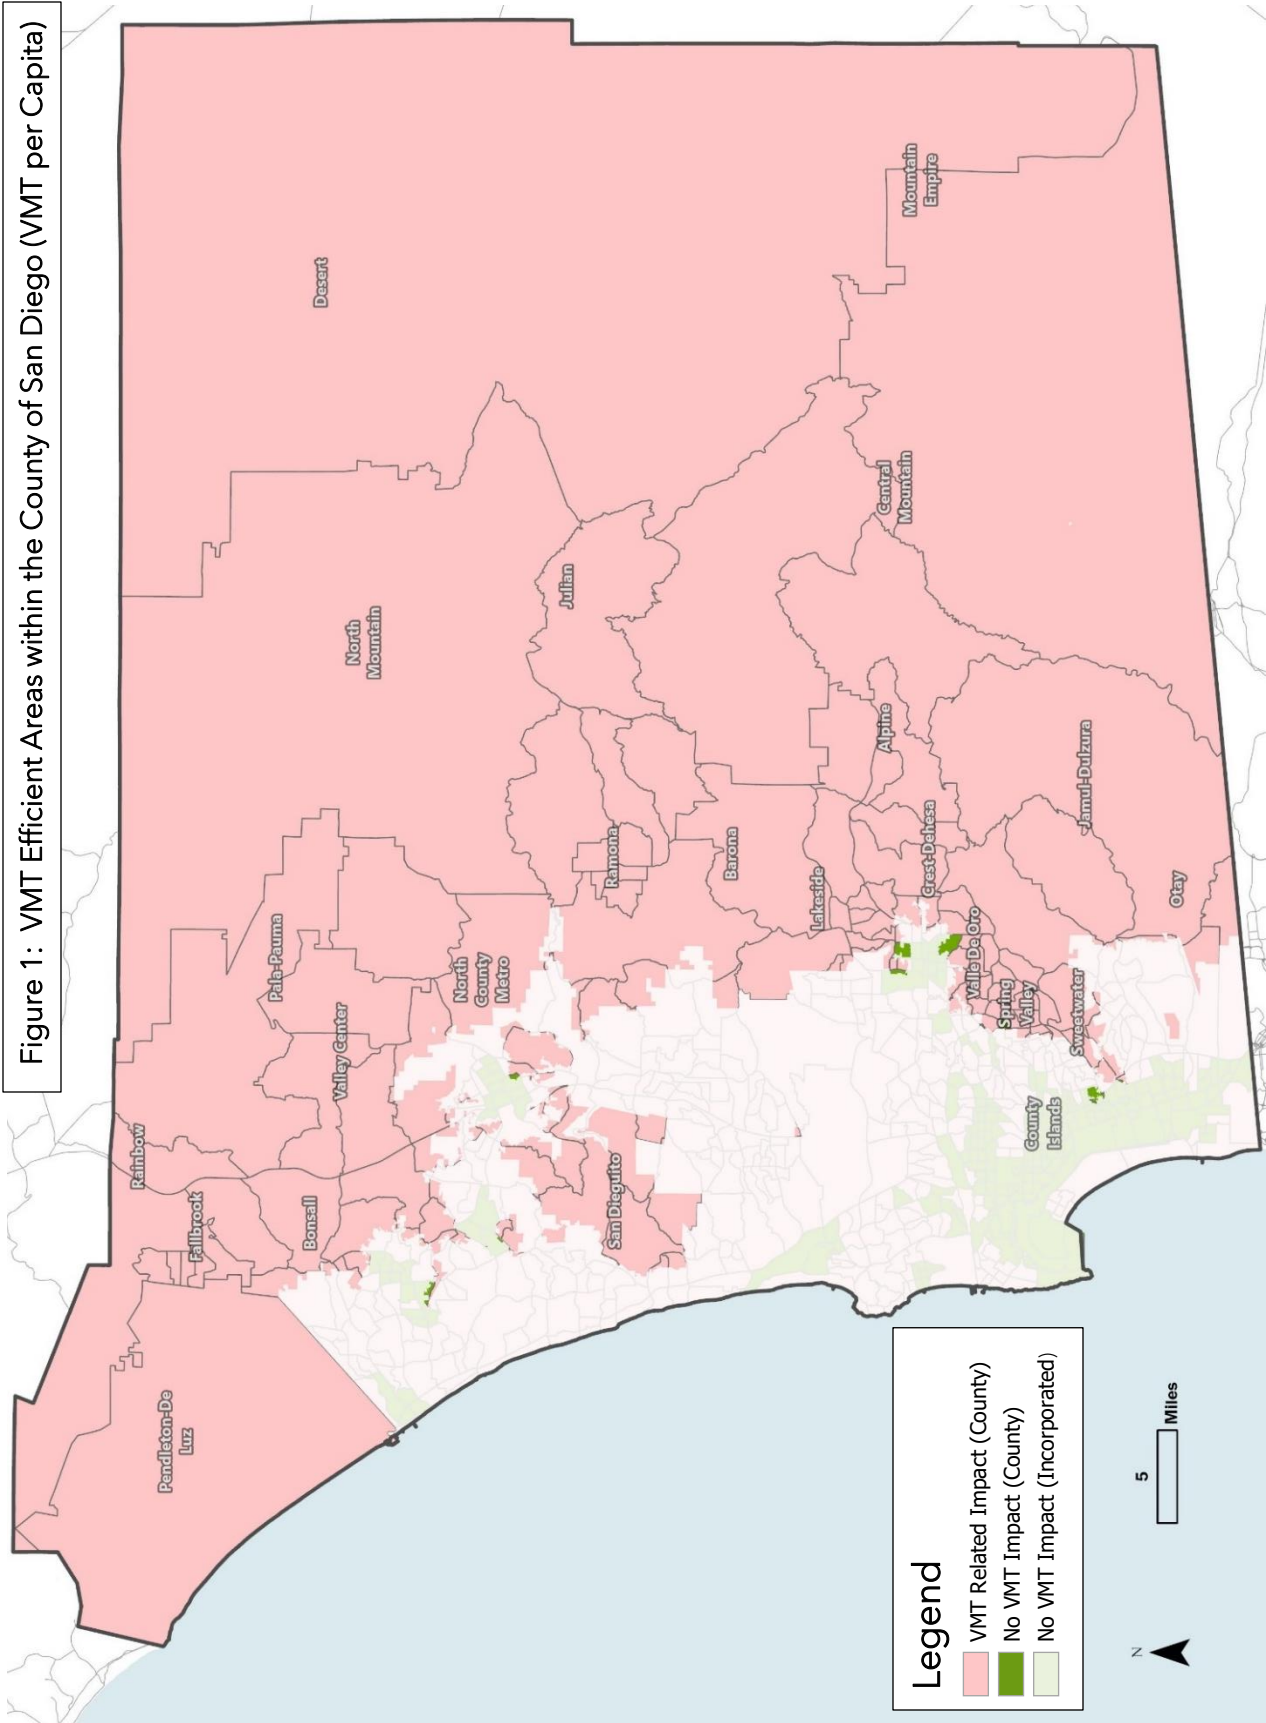 Figure 1: VMT Efficient Areas within the County of San Diego (VMT per Capita)
Desert
Mountain
Empire
North
Mountain
Julian
Central
Mountain
Pala-Pauma
Rainbow
Fallbrook
Bonsall
Valley Center
North
County
Metro
Ramona
Barona
Lakeside
Alpine
Crest-Dehesa
Jamul-Dulzura
Otay
Valle De Oro
Spring
Valley
Sweetwater
County
Islands
San Dieguito
Pendleton-De
Luz
Legend
VMT Related Impact (County)
No VMT Impact (County)
No VMT Impact (Incorporated)
N
5
Miles